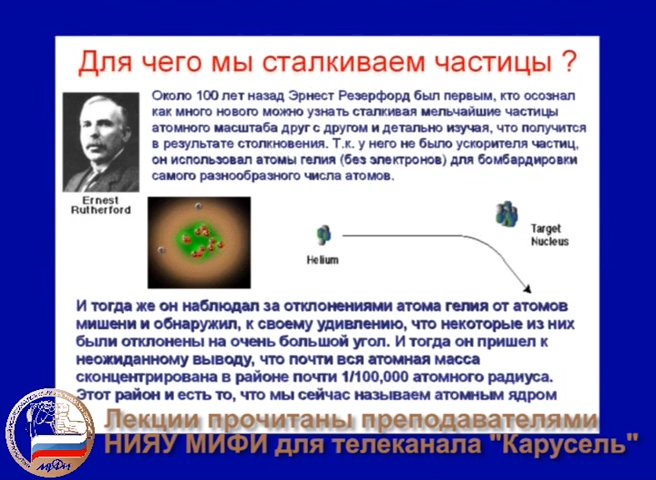 Для чего мы сталкиваем частицы ?
Около 100 лет назад Эрнест Резерфорд был первым, кто осознал
как много нового можно узнать сталкивая мельчайшие частицы
атомного масштаба друг с другом и детально изучая, что получится
в результате столкновения. Т.к. у него не было ускорителя частиц,
он использовал атомы гелия (без электронов) для бомбардировки
самого разнообразного числа атомов.
Ernest
Rutherford
Helium
Target
Nucleus
И тогда же он наблюдал за отклонениями атома гелия от атомов
мишени и обнаружил, к своему удивлению, что некоторые из них
были отклонены на очень большой угол. И тогда он пришел к
неожиданному выводу, что почти вся атомная масса
сконцентрирована в районе почти 1/100,000 атомного радиуса.
Этот район и есть то, что мы сейчас называем атомным ядром
Лекции прочитаны преподавателями
НИЯУ МИФИ для телеканала "Карусель"
МИФИ